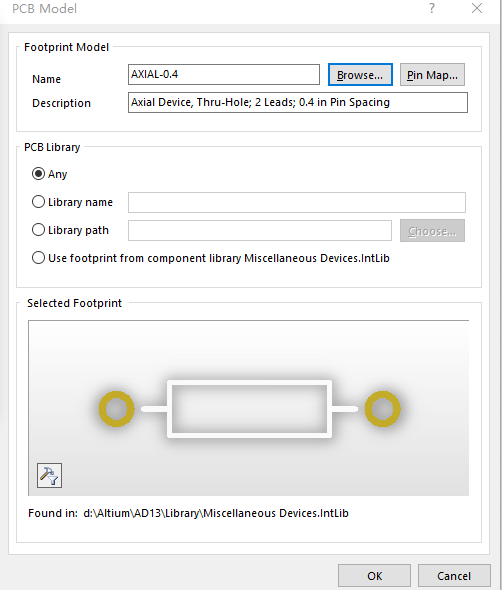 PCB Model ? ×
Footprint Model
Name AXIAL-0.4 Browse... Pin Map...
Description Axial Device, Thru-Hole; 2 Leads; 0.4 in Pin Spacing
PCB Library
Any
Library name
Library path Choose...
Use footprint from component library Miscellaneous Devices.IntLib
Selected Footprint
Found in: d:\Altium\AD13\Library\Miscellaneous Devices.IntLib
OK Cancel